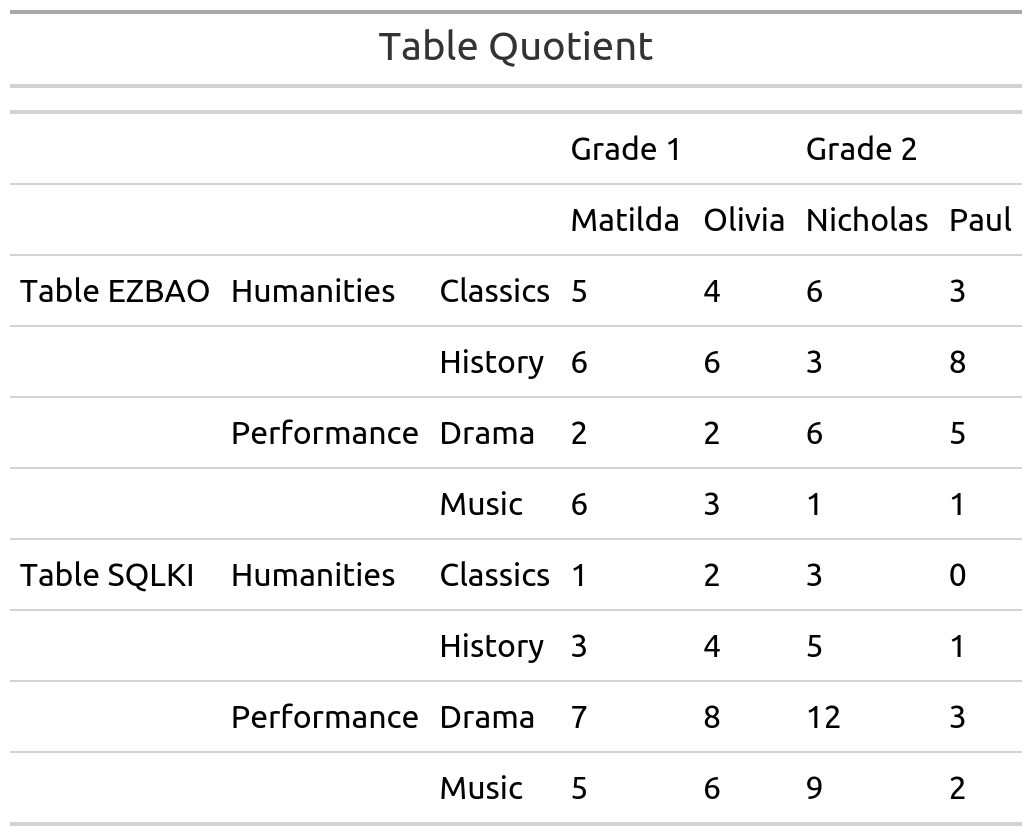 Table Quotient
Grade 1 Grade 2
Matilda Olivia Nicholas Paul
Table EZBAO Humanities Classics 5 4 6 3
History 6 6 3 8
Performance Drama 2 2 6 5
Music 6 3 1 1
Table SQLKI Humanities Classics 1 2 3 0
History 3 4 5 1
Performance Drama 7 8 12 3
Music 5 6 9 2